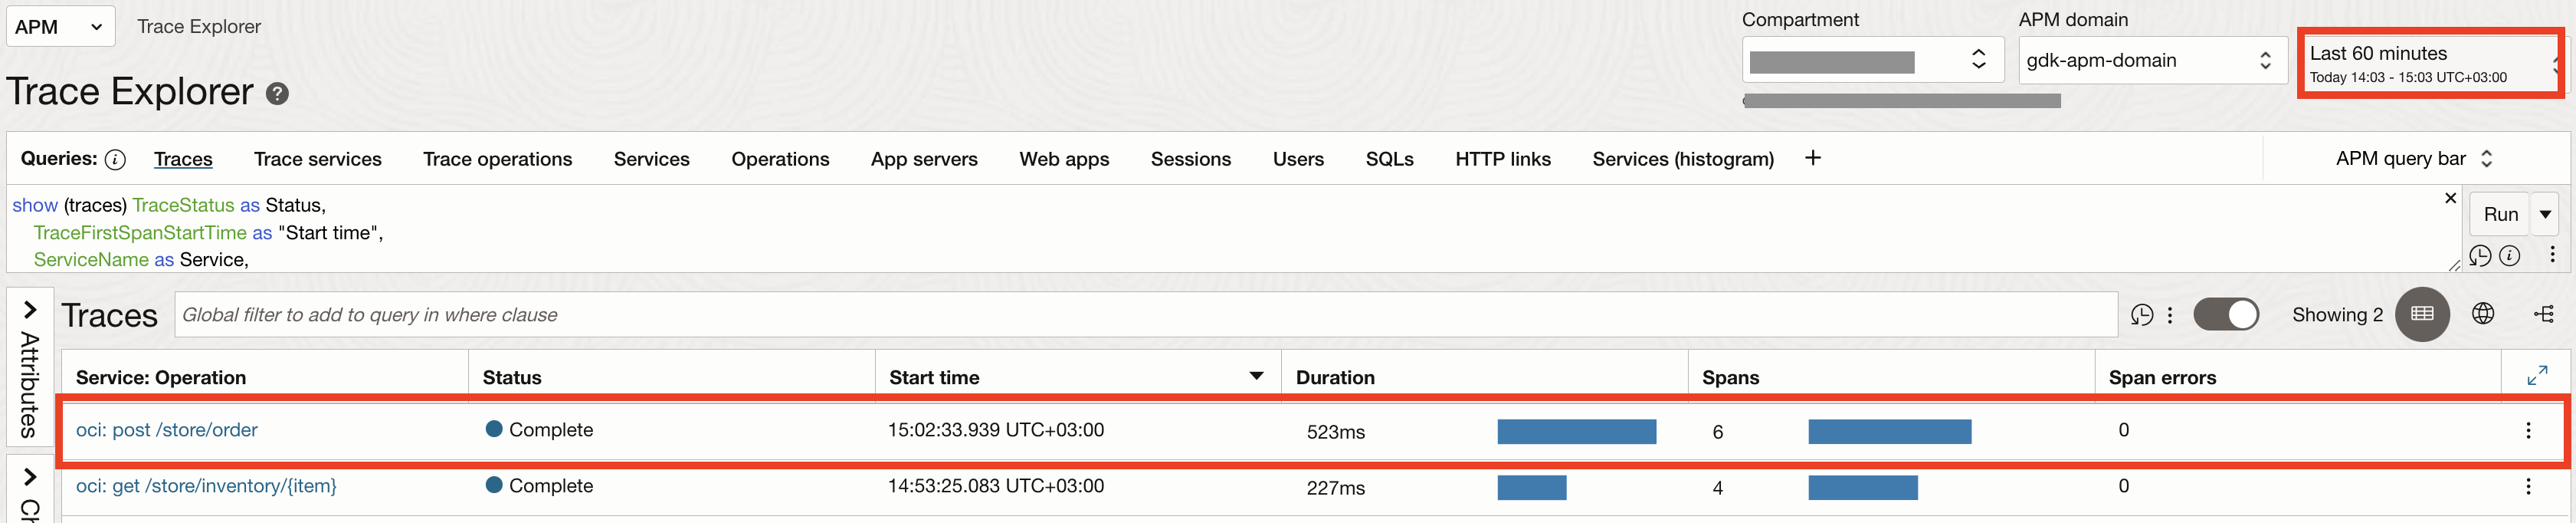 APM Trace Explorer
Compartment
APM domain
gdk-apm-domain
Last 60 minutes
Today 14:03 - 15:03 UTC+03:00
Trace Explorer ?
Queries: i Traces Trace services Trace operations Services Operations App servers Web apps Sessions Users SQLs HTTP links Services (histogram) + APM query bar
show (traces) TraceStatus as Status,
TraceFirstSpanStartTime as "Start time",
ServiceName as Service,
Run
Attributes
Traces Global filter to add to query in where clause Showing 2
Service: Operation Status Start time Duration Spans Span errors
oci: post /store/order Complete 15:02:33.939 UTC+03:00 523ms 6 0
oci: get /store/inventory/{item} Complete 14:53:25.083 UTC+03:00 227ms 4 0